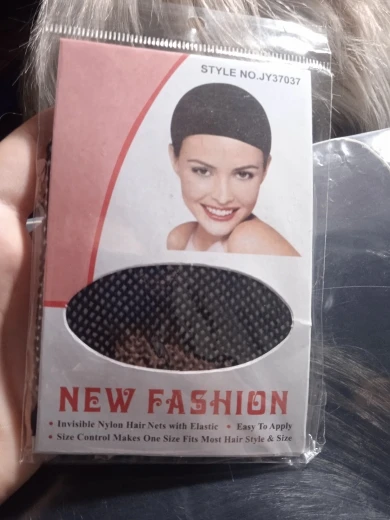 STYLE NO.JY37037
NEW FASHION
• Invisible Nylon Hair Nets with Elastic • Easy To Apply
• Size Control Makes One Size Fits Most Hair Style & Size